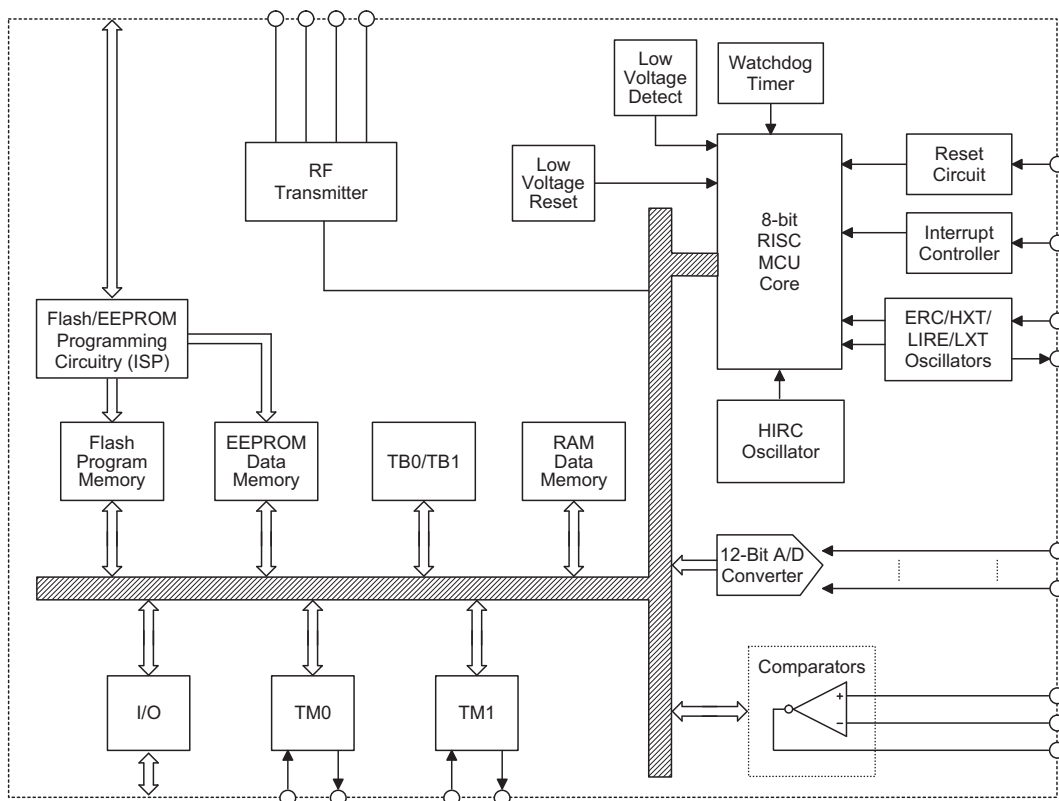 Low
Voltage
Detect
Watchdog
Timer
RF
Transmitter
Low
Voltage
Reset
8-bit
RISC
MCU
Core
Reset
Circuit
Interrupt
Controller
Flash/EEPROM
Programming
Circuitry (ISP)
ERC/HXT/
LIRE/LXT
Oscillators
HIRC
Oscillator
Flash
Program
Memory
EEPROM
Data
Memory
TB0/TB1
RAM
Data
Memory
12-Bit A/D
Converter
Comparators
+
−
I/O
TM0
TM1